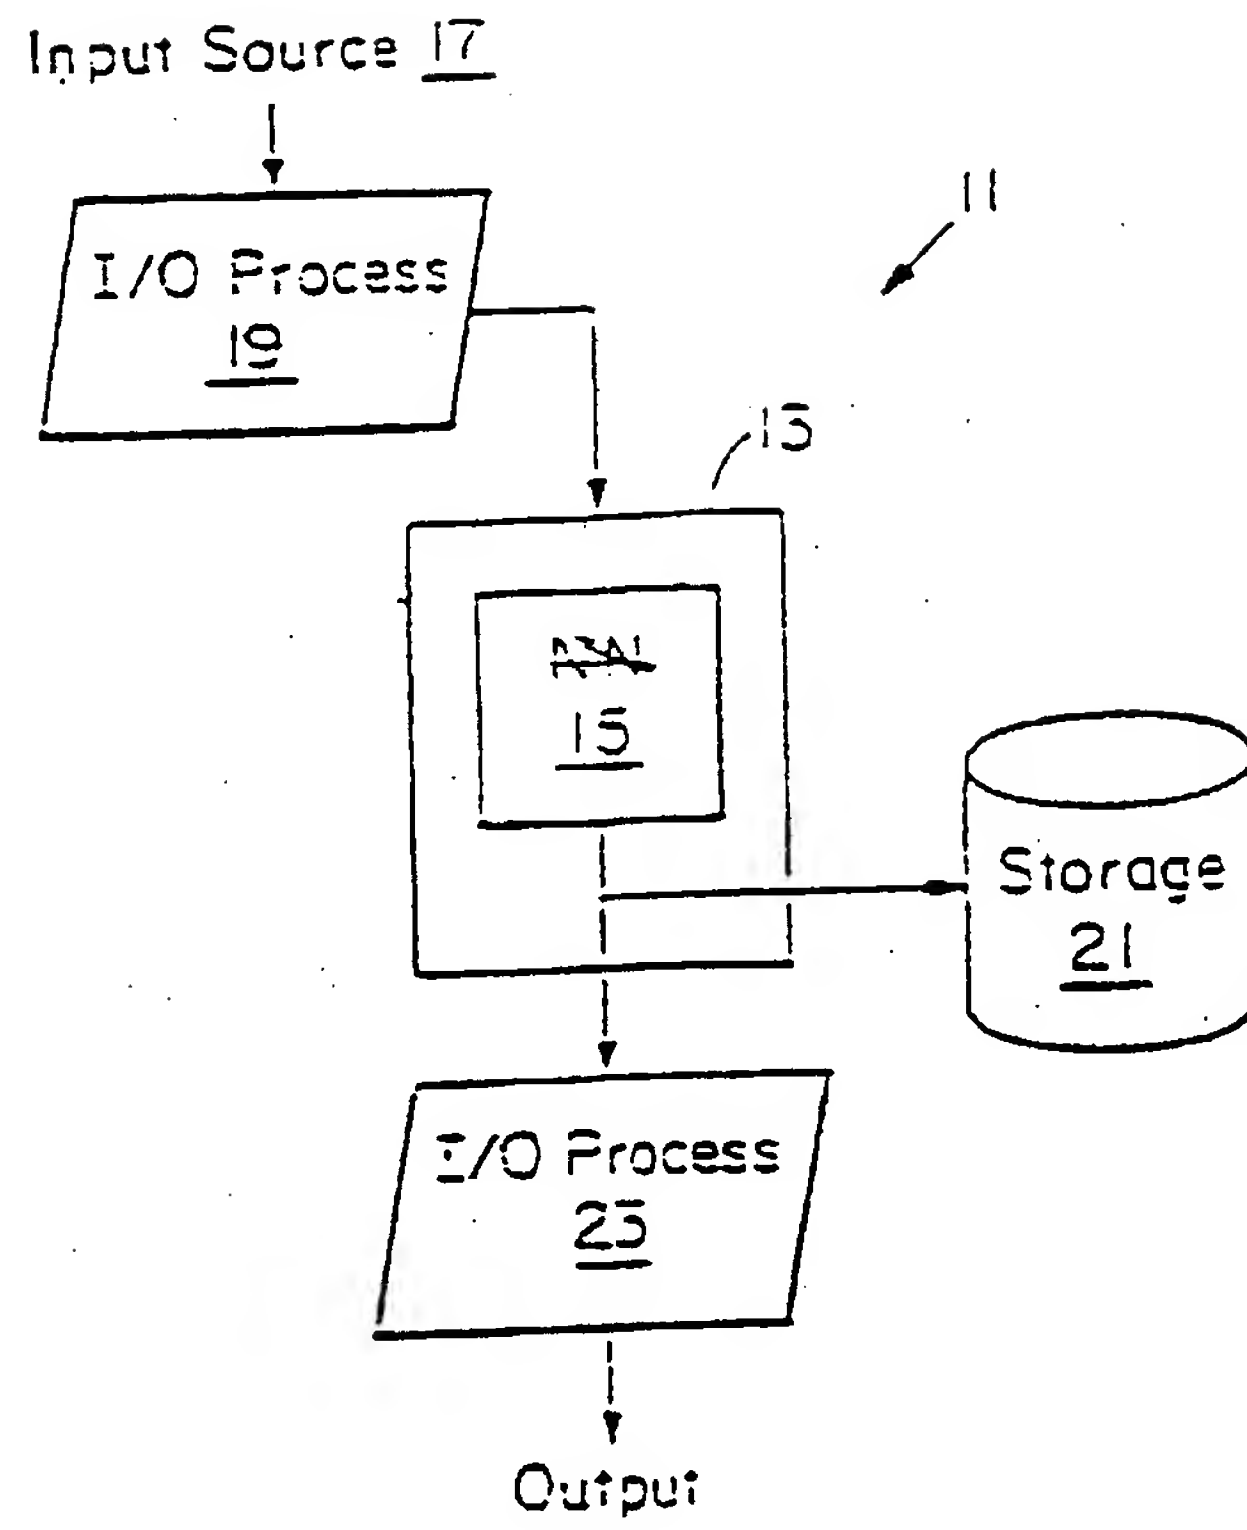 Input Source 17
I/O Process
19
11
13
15
Storage
21
I/O Process
23
Output